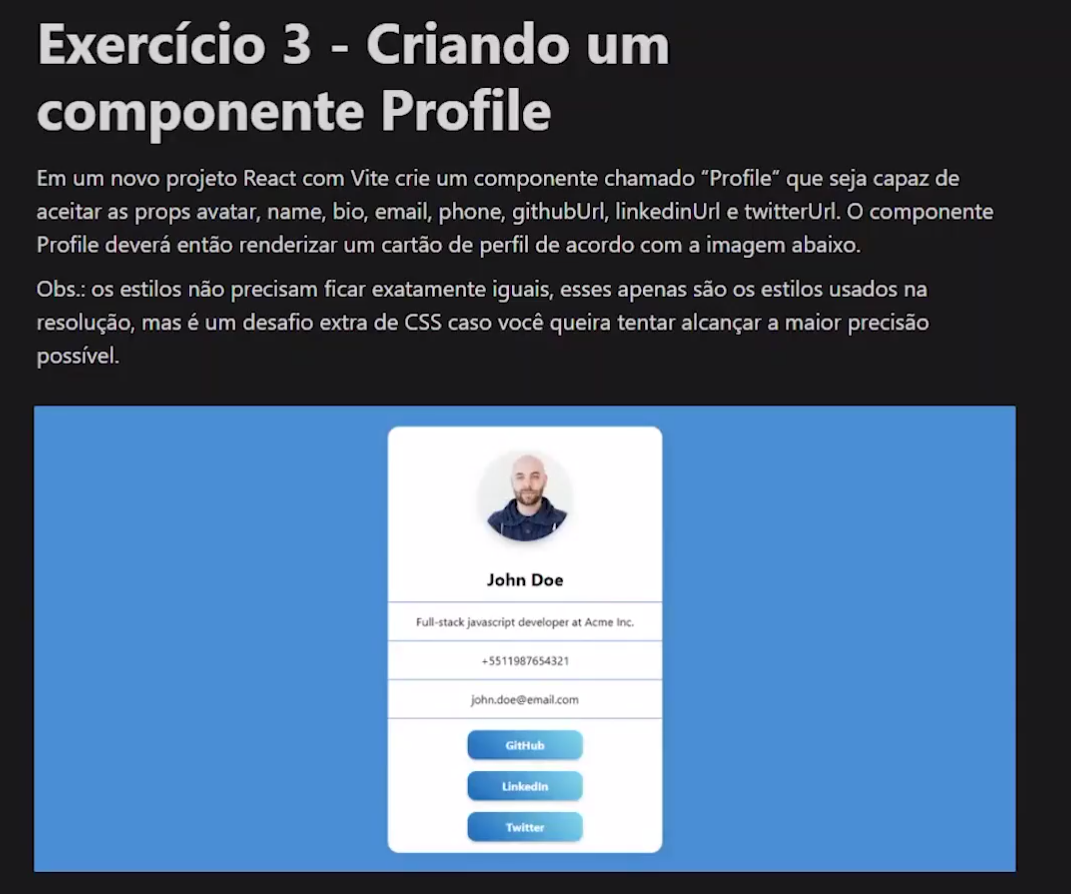 Exercício 3 - Criando um
componente Profile
Em um novo projeto React com Vite crie um componente chamado “Profile“ que seja capaz de
aceitar as props avatar, name, bio, email, phone, githubUrl, linkedinUrl e twitterUrl. O componente
Profile deverá então renderizar um cartão de perfil de acordo com a imagem abaixo.
Obs.: os estilos não precisam ficar exatamente iguais, esses apenas são os estilos usados na
resolução, mas é um desafio extra de CSS caso você queira tentar alcançar a maior precisão
possível.
John Doe
Full-stack javascript developer at Acme Inc.
+5511987654321
john.doe@email.com
GitHub
LinkedIn
Twitter